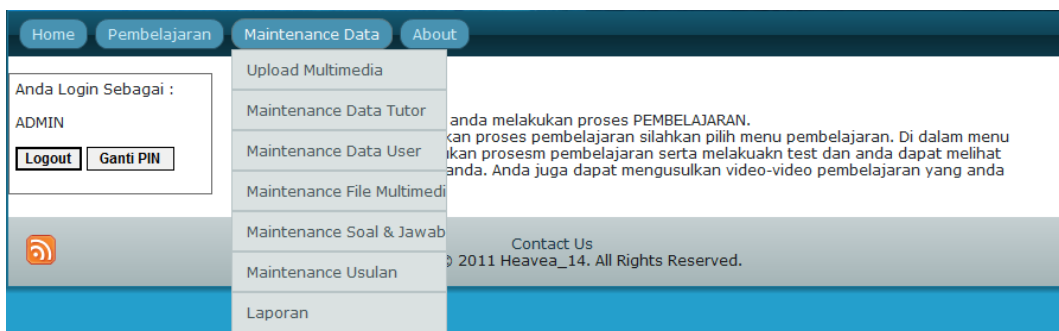 Home Pembelajaran Maintenance Data About
Upload Multimedia
Anda Login Sebagai :
ADMIN
Logout Ganti PIN
Maintenance Data Tutor
Maintenance Data User
Maintenance File Multimedi
Maintenance Soal & Jawab
Maintenance Usulan
Laporan
anda melakukan proses PEMBELAJARAN.
kan proses pembelajaran silahkan pilih menu pembelajaran. Di dalam menu
ukan prosesm pembelajaran serta melakuakn test dan anda dapat melihat
anda. Anda juga dapat mengusulkan video-video pembelajaran yang anda
Contact Us
2011 Heavea_14. All Rights Reserved.